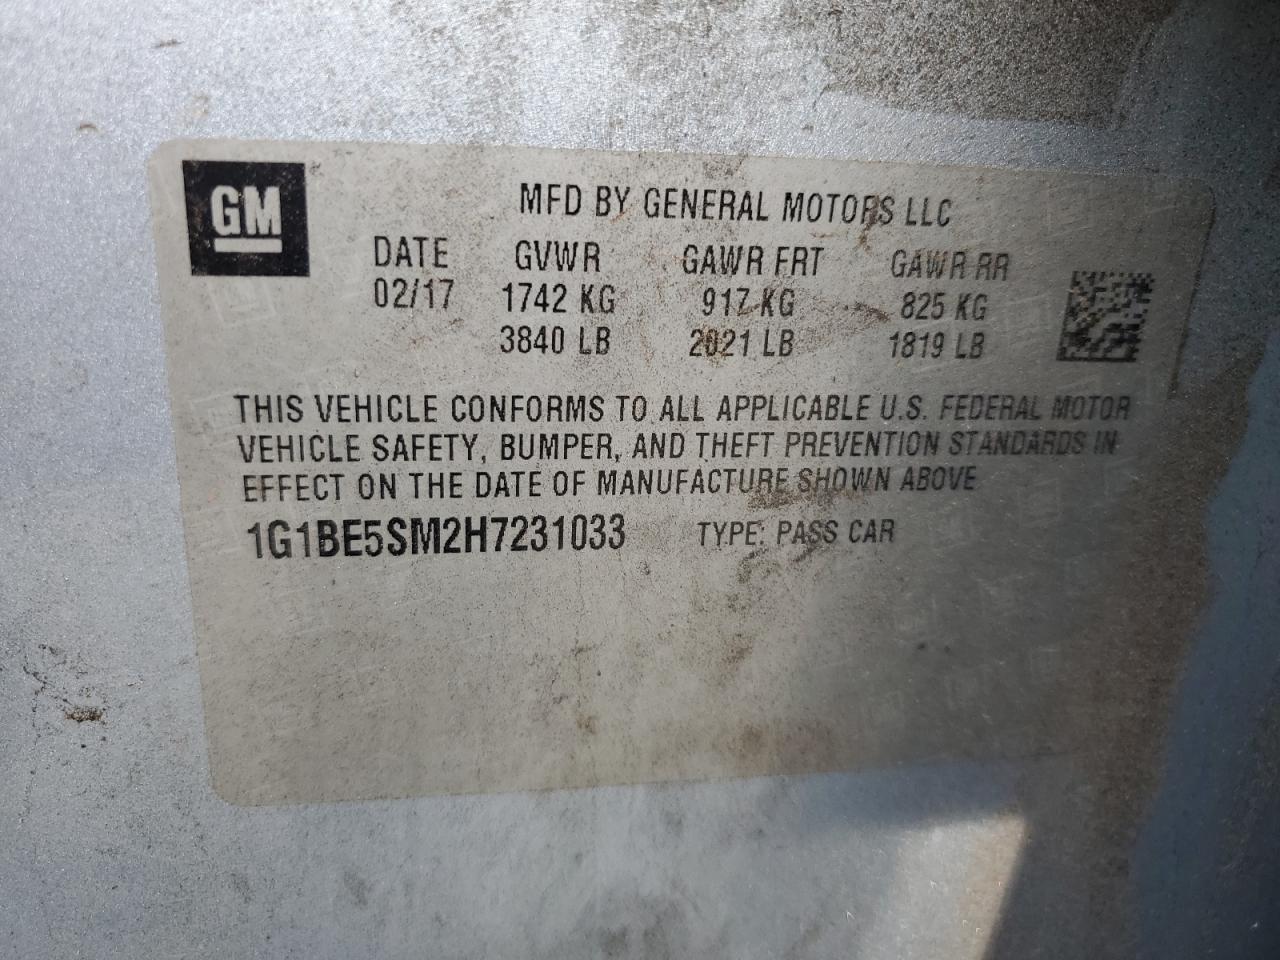 GM
MFD BY GENERAL MOTORS LLC
DATE GVWR GAWR FRT GAWR RR
02/17 1742 KG 917 KG 825 KG
3840 LB 2021 LB 1819 LB
THIS VEHICLE CONFORMS TO ALL APPLICABLE U.S. FEDERAL MOTOR
VEHICLE SAFETY, BUMPER, AND THEFT PREVENTION STANDARDS IN
EFFECT ON THE DATE OF MANUFACTURE SHOWN ABOVE
1G1BE5SM2H7231033 TYPE: PASS CAR